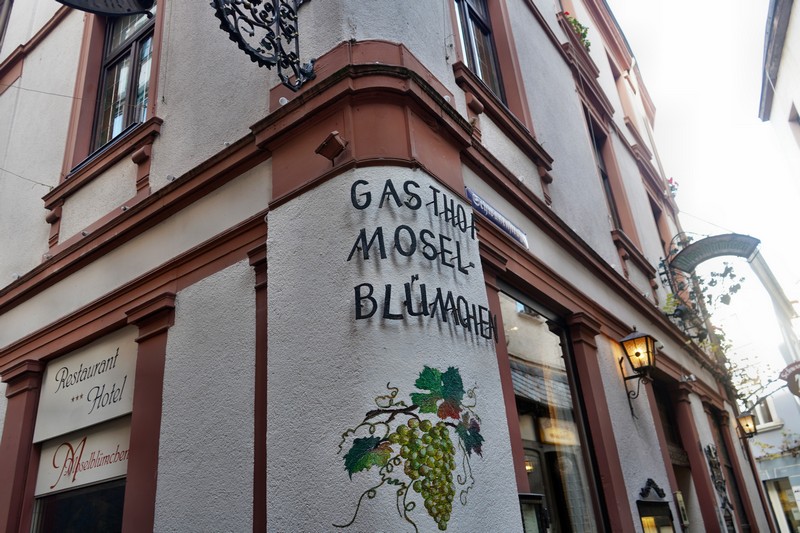 GASTHOF
MOSEL-
BLÜMCHEN
Restaurant
*** Hotel
Moselblümchen